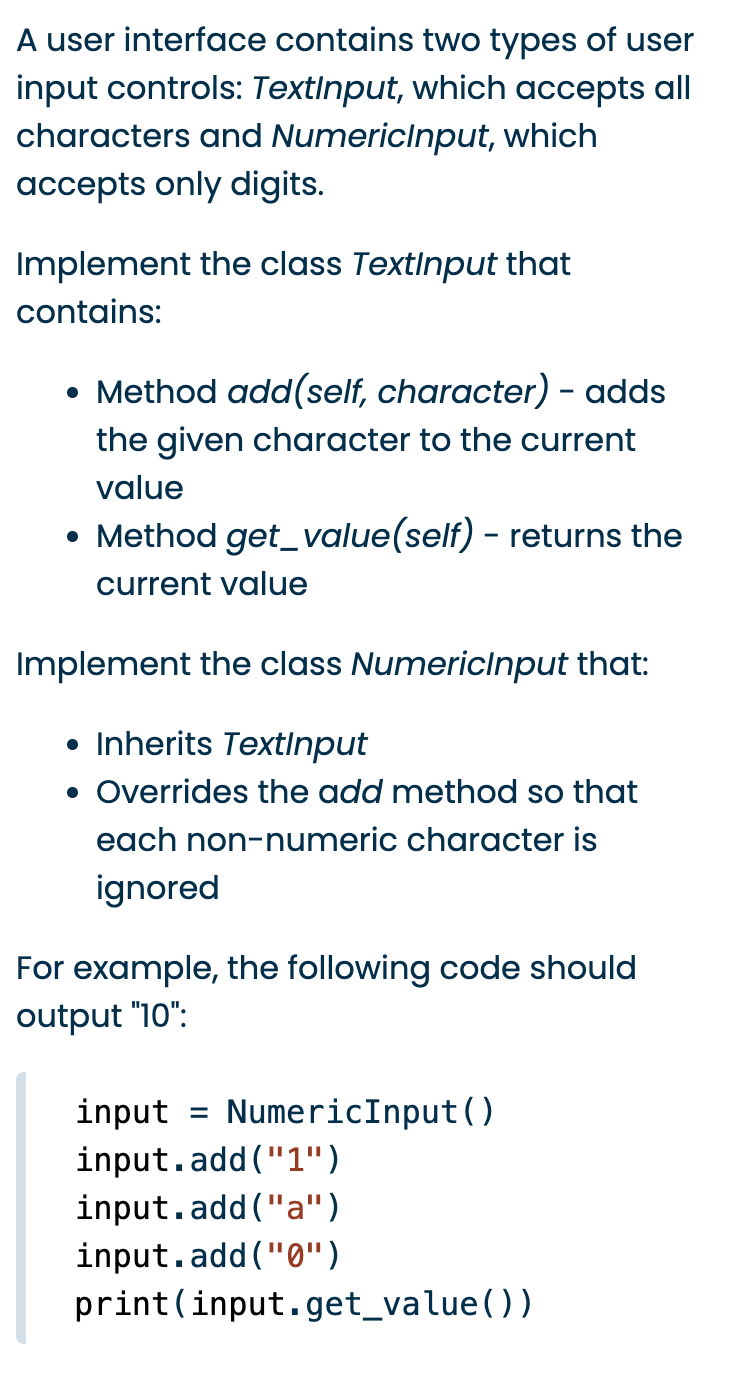 A user interface contains two types of user
input controls: TextInput, which accepts all
characters and NumericInput, which
accepts only digits.
Implement the class TextInput that
contains:
• Method add(self, character) - adds
the given character to the current
value
• Method get_value(self) - returns the
current value
Implement the class NumericInput that:
• Inherits TextInput
• Overrides the add method so that
each non-numeric character is
ignored
For example, the following code should
output "10":
input = NumericInput()
input.add("1")
input.add("a")
input.add("0")
print(input.get_value())